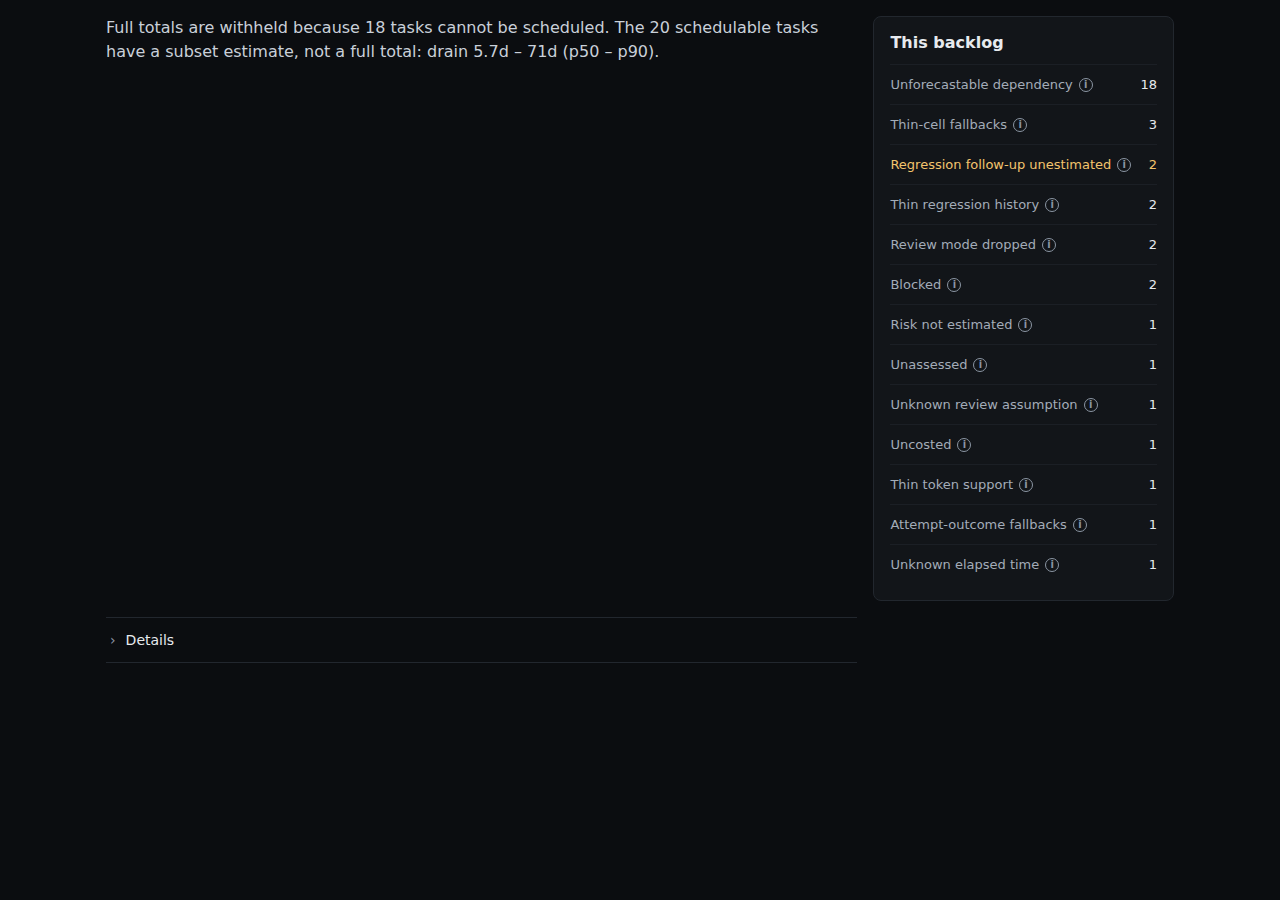 Full totals are withheld because 18 tasks cannot be scheduled. The 20 schedulable tasks
have a subset estimate, not a full total: drain 5.7d – 71d (p50 – p90).
This backlog
Unforecastable dependency ⓘ 18
Thin-cell fallbacks ⓘ 3
Regression follow-up unestimated ⓘ 2
Thin regression history ⓘ 2
Review mode dropped ⓘ 2
Blocked ⓘ 2
Risk not estimated ⓘ 1
Unassessed ⓘ 1
Unknown review assumption ⓘ 1
Uncosted ⓘ 1
Thin token support ⓘ 1
Attempt-outcome fallbacks ⓘ 1
Unknown elapsed time ⓘ 1
› Details